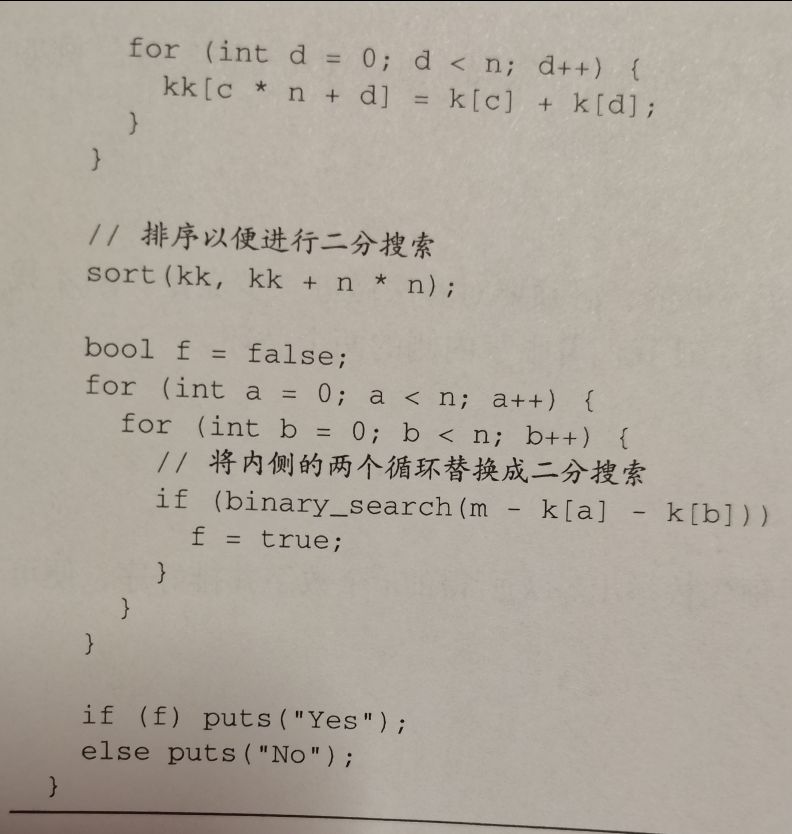 for (int d = 0; d < n; d++) {
kk[c * n + d] = k[c] + k[d];
}
}
// 排序以便进行二分搜索
sort(kk, kk + n * n);
bool f = false;
for (int a = 0; a < n; a++) {
for (int b = 0; b < n; b++) {
// 将内侧的两个循环替换成二分搜索
if (binary_search(m - k[a] - k[b]))
f = true;
}
}
}
if (f) puts("Yes");
else puts("No");
}